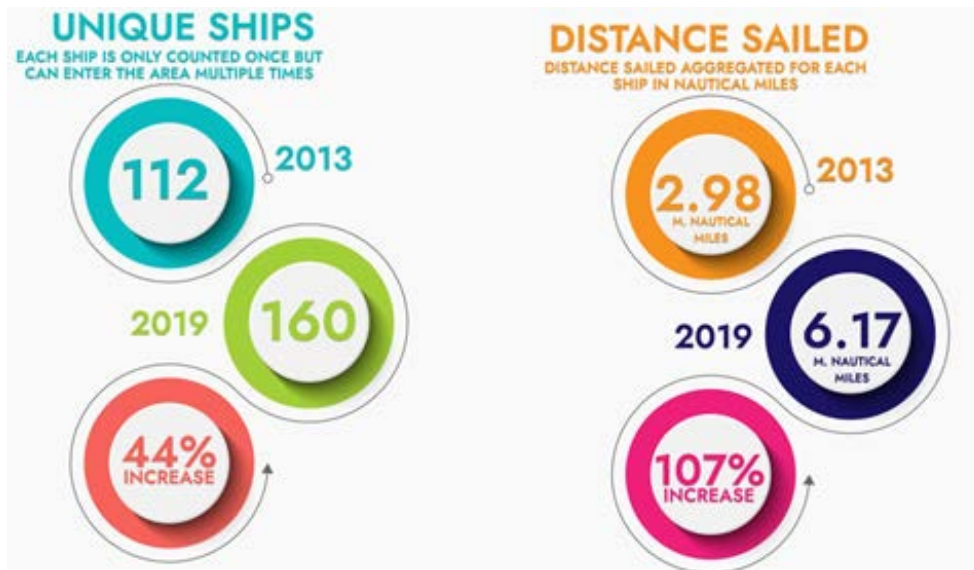 UNIQUE SHIPS
EACH SHIP IS ONLY COUNTED ONCE BUT
CAN ENTER THE AREA MULTIPLE TIMES
112
2013
2019
160
44%
INCREASE
DISTANCE SAILED
DISTANCE SAILED AGGREGATED FOR EACH
SHIP IN NAUTICAL MILES
2.98
M. NAUTICAL
MILES
2013
2019
6.17
M. NAUTICAL
MILES
107%
INCREASE